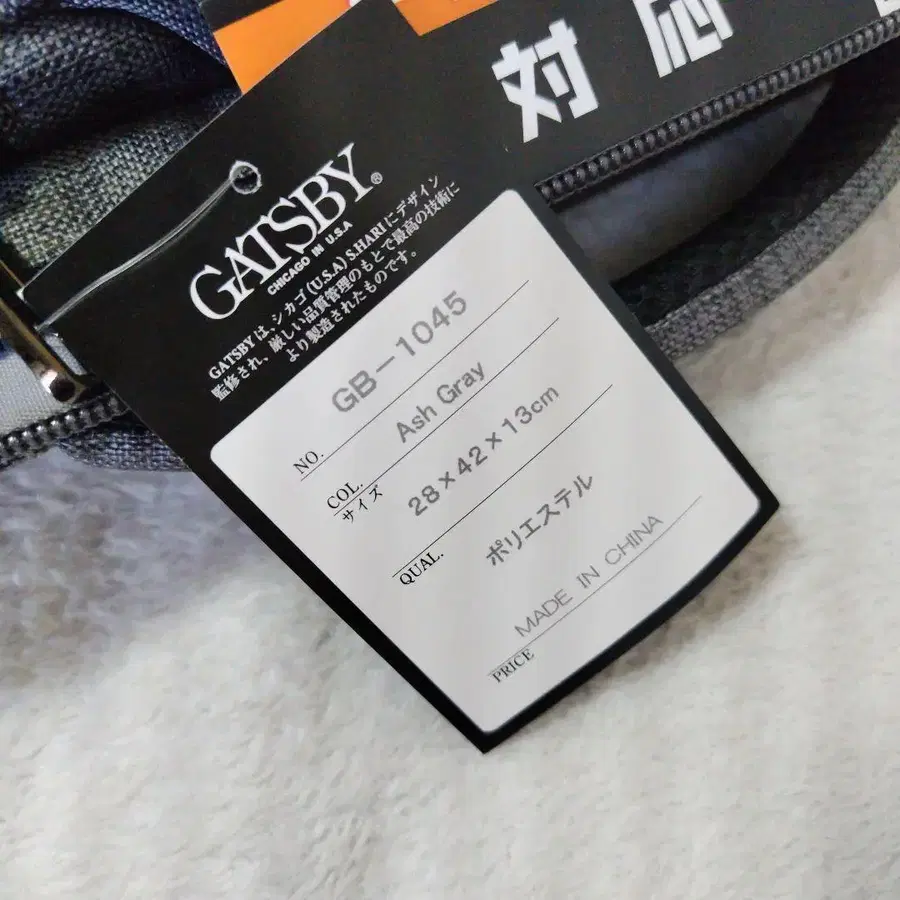 対応
GATSBY®
CHICAGO IN U.S.A
GATSBYは、シカゴ(U.S.A) S.HARIにデザイン
監修され、厳しい品質管理のもとで最高の技術に
より製造されたものです。
NO. GB-1045
COL. Ash Gray
サイズ 28×42×13cm
QUAL. ポリエステル
MADE IN CHINA
PRICE